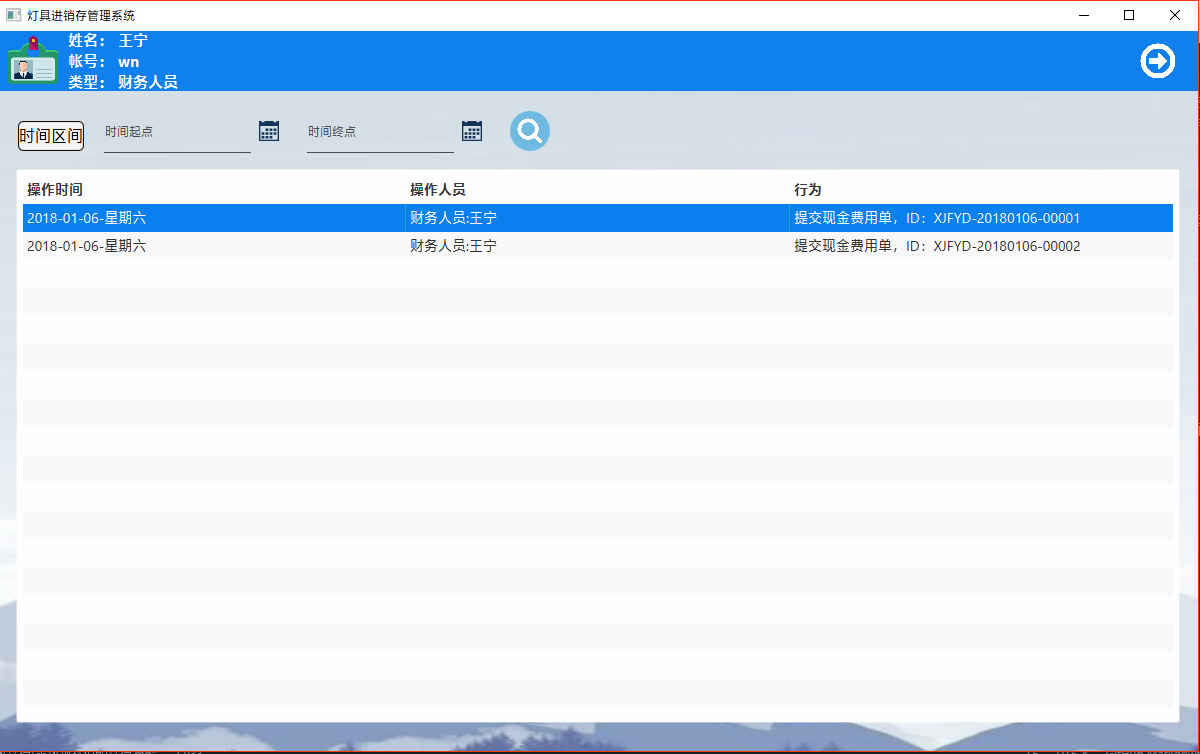 灯具进销存管理系统
姓名： 王宁
帐号： wn
类型： 财务人员
时间区间 时间起点 时间终点
操作时间 操作人员 行为
2018-01-06-星期六 财务人员:王宁 提交现金费用单，ID：XJFYD-20180106-00001
2018-01-06-星期六 财务人员:王宁 提交现金费用单，ID：XJFYD-20180106-00002